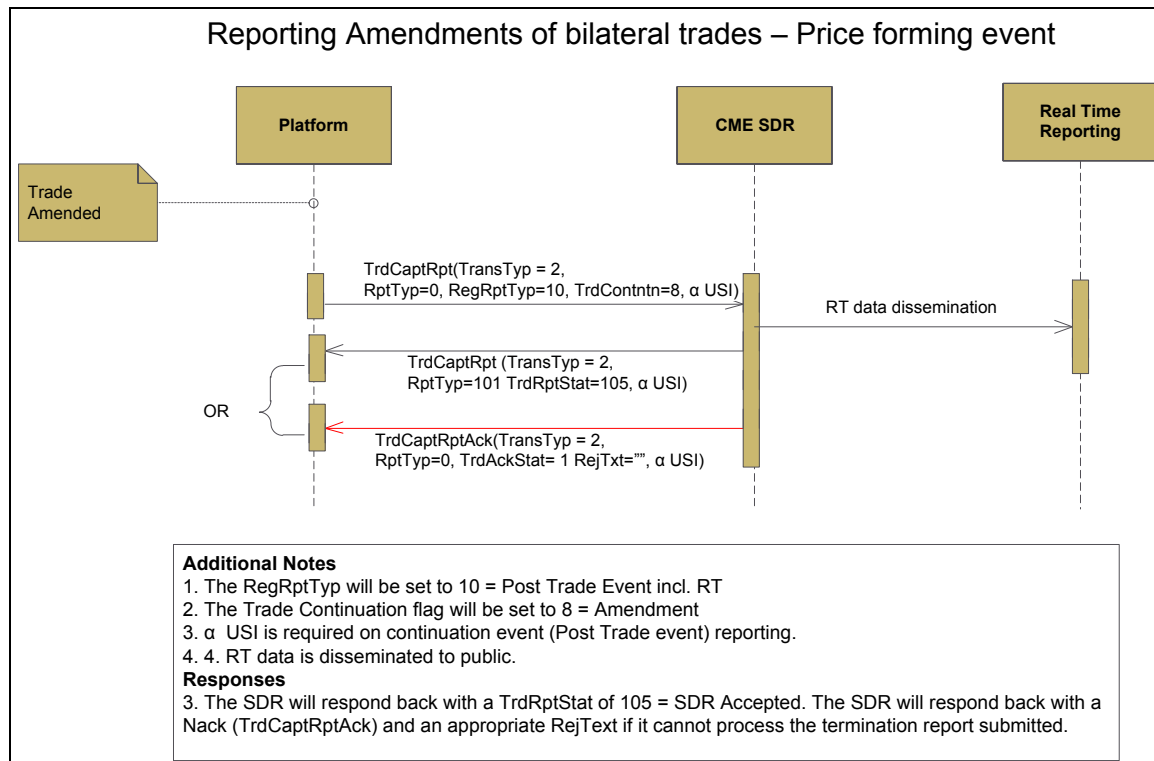 Reporting Amendments of bilateral trades – Price forming event
Platform
CME SDR
Real Time
Reporting
Trade
Amended
TrdCaptRpt(TransTyp = 2,
RptTyp=0, RegRptTyp=10, TrdContntn=8, α USI)
RT data dissemination
TrdCaptRpt (TransTyp = 2,
RptTyp=101 TrdRptStat=105, α USI)
OR
TrdCaptRptAck(TransTyp = 2,
RptTyp=0, TrdAckStat= 1 RejTxt=””, α USI)
Additional Notes
1. The RegRptTyp will be set to 10 = Post Trade Event incl. RT
2. The Trade Continuation flag will be set to 8 = Amendment
3. α  USI is required on continuation event (Post Trade event) reporting.
4. 4. RT data is disseminated to public.
Responses
3. The SDR will respond back with a TrdRptStat of 105 = SDR Accepted. The SDR will respond back with a
Nack (TrdCaptRptAck) and an appropriate RejText if it cannot process the termination report submitted.